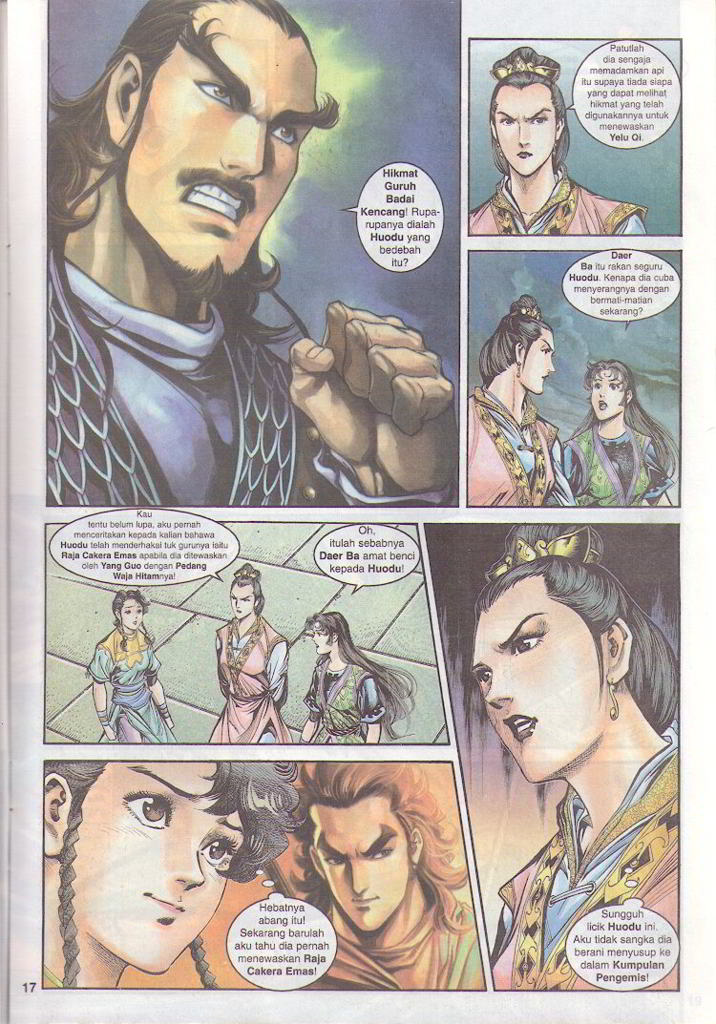 Hikmat
Guruh
Badai
Kencang! Rupa-
rupanya dialah
Huodu yang
bedebah
itu?
Patutlah
dia sengaja
memadamkan api
itu supaya tiada siapa
yang dapat melihat
hikmat yang telah
digunakannya untuk
menewaskan
Yelu Qi.
Daer
Ba itu rakan seguru
Huodu. Kenapa dia cuba
menyerangnya dengan
bermati-matian
sekarang?
Kau
tentu belum lupa, aku pernah
menceritakan kepada kalian bahawa
Huodu telah menderhakai tuk gurunya iaitu
Raja Cakera Emas apabila dia ditewaskan
oleh Yang Guo dengan Pedang
Waja Hitamnya!
Oh,
itulah sebabnya
Daer Ba amat benci
kepada Huodu!
Hebatnya
abang itu!
Sekarang barulah
aku tahu dia pernah
menewaskan Raja
Cakera Emas!
Sungguh
licik Huodu ini.
Aku tidak sangka dia
berani menyusup ke
dalam Kumpulan
Pengemis!
17